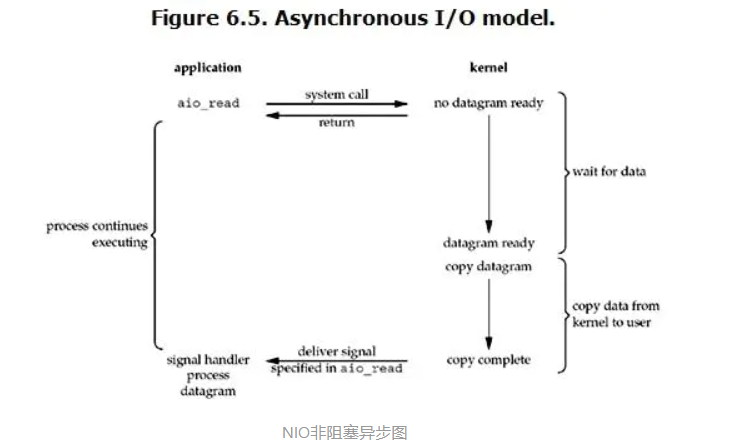 Figure 6.5. Asynchronous I/O model.
application
kernel
aio_read
system call
no datagram ready
return
wait for data
process continues
executing
datagram ready
copy datagram
copy data from
kernel to user
deliver signal
signal handler
specified in aio_read
copy complete
process
datagram
NIO非阻塞异步图